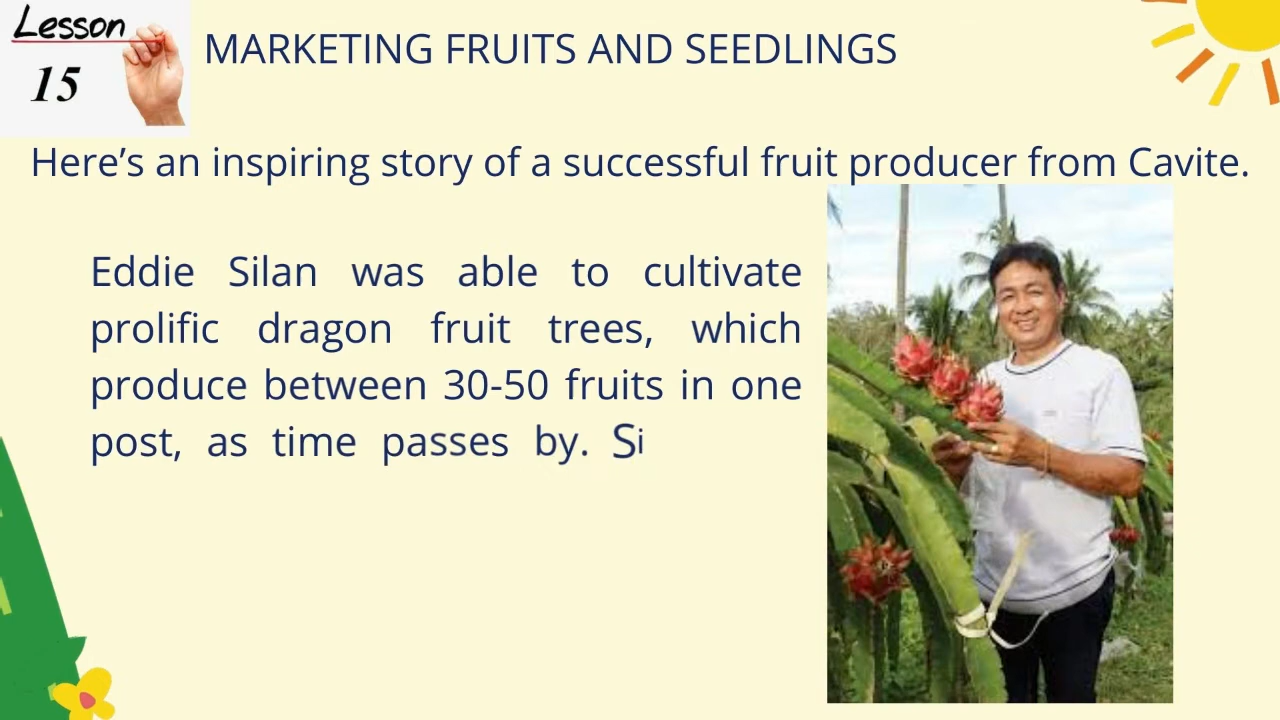 Lesson
15
MARKETING FRUITS AND SEEDLINGS
Here’s an inspiring story of a successful fruit producer from Cavite.
Eddie Silan was able to cultivate
prolific dragon fruit trees, which
produce between 30-50 fruits in one
post, as time passes by. Si